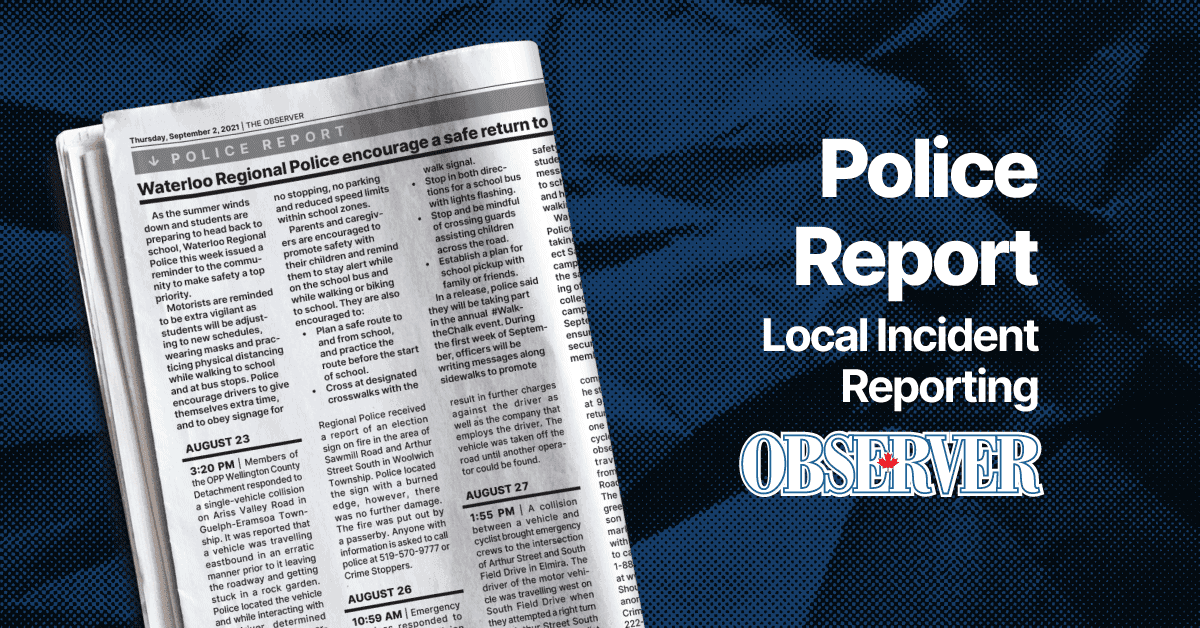 Thursday, September 2, 2021 | THE OBSERVER
↓ POLICE REPORT
Waterloo Regional Police encourage a safe return to
As the summer winds
down and students are
preparing to head back to
school, Waterloo Regional
Police this week issued a
reminder to the commu-
nity to make safety a top
priority.
Motorists are reminded
to be extra vigilant as
students will be adjust-
ing to new schedules,
wearing masks and prac-
ticing physical distancing
while walking to school
and at bus stops. Police
encourage drivers to give
themselves extra time,
and to obey signage for
no stopping, no parking
and reduced speed limits
within school zones.
Parents and caregiv-
ers are encouraged to
promote safety with
their children and remind
them to stay alert while
on the school bus and
while walking or biking
to school. They are also
encouraged to:
• Plan a safe route to
and from school,
and practice the
route before the start
of school.
• Cross at designated
crosswalks with the
walk signal.
• Stop in both direc-
tions for a school bus
with lights flashing.
• Stop and be mindful
of crossing guards
assisting children
across the road.
• Establish a plan for
school pickup with
family or friends.
In a release, police said
they will be taking part
in the annual #Walk-
theChalk event. During
the first week of Septem-
ber, officers will be
writing messages along
sidewalks to promote
AUGUST 23
3:20 PM | Members of
the OPP Wellington County
Detachment responded to
a single-vehicle collision
on Ariss Valley Road in
Guelph-Eramosa Town-
ship. It was reported that
a vehicle was travelling
eastbound in an erratic
manner prior to it leaving
the roadway and getting
stuck in a rock garden.
Police located the vehicle
and while interacting with
driver determined
Regional Police received
a report of an election
sign on fire in the area of
Sawmill Road and Arthur
Street South in Woolwich
Township. Police located
the sign with a burned
edge, however, there
was no further damage.
The fire was put out by
a passerby. Anyone with
information is asked to call
police at 519-570-9777 or
Crime Stoppers.
AUGUST 26
10:59 AM | Emergency
responded to
result in further charges
against the driver as
well as the company that
employs the driver. The
vehicle was taken off the
road until another opera-
tor could be found.
AUGUST 27
1:55 PM | A collision
between a vehicle and
cyclist brought emergency
crews to the intersection
of Arthur Street and South
Field Drive in Elmira. The
driver of the motor vehi-
cle was travelling west on
South Field Drive when
they attempted a right turn
Arthur Street South
Police
Report
Local Incident
Reporting
OBSERVER